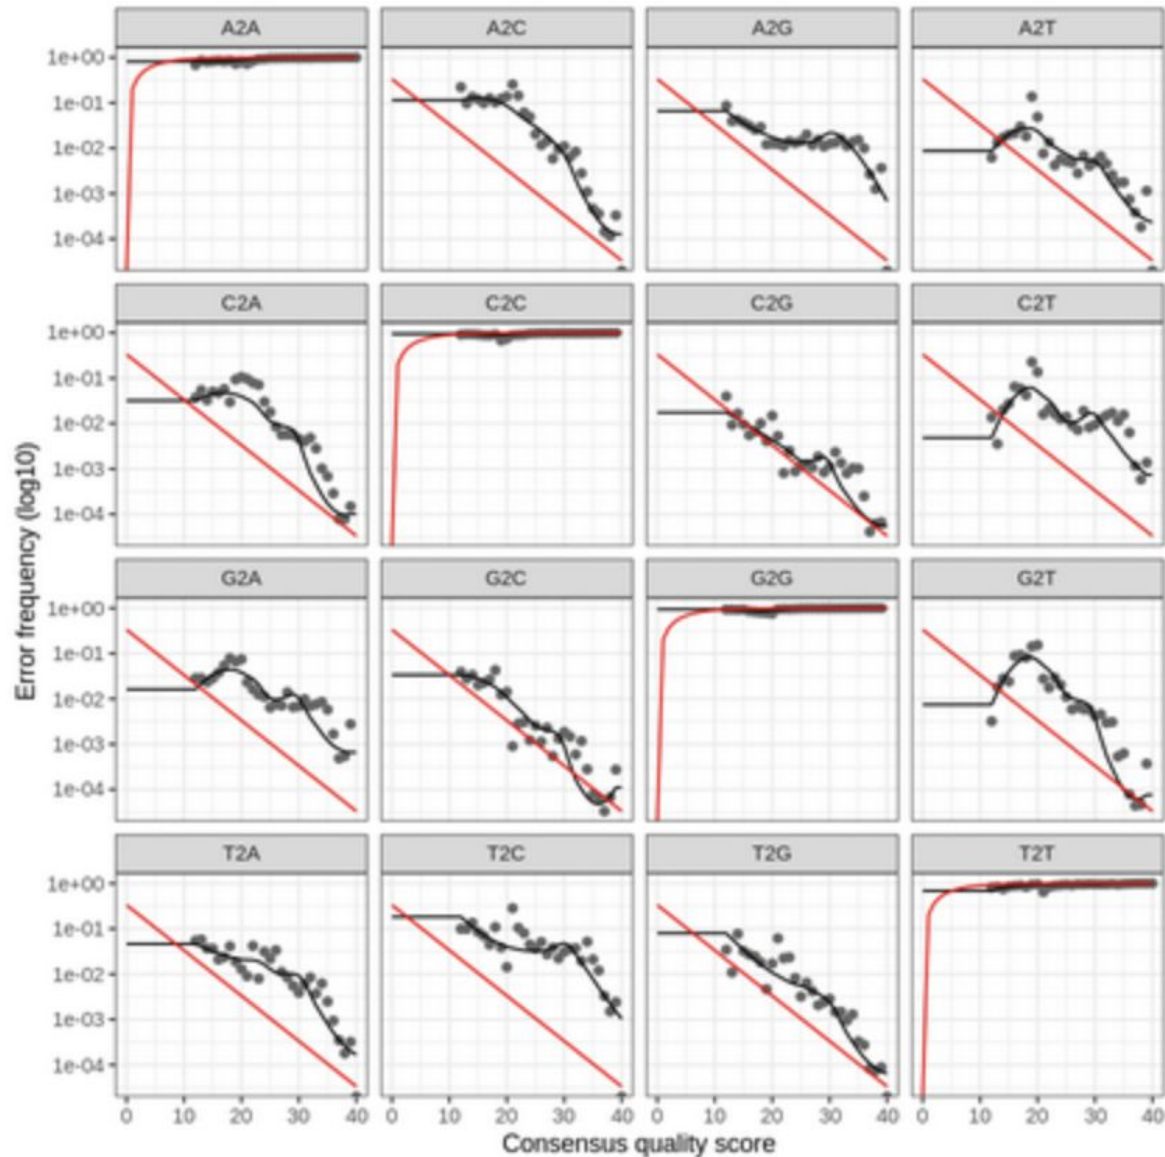 A2A A2C A2G A2T
1e+00
1e-01
1e-02
1e-03
1e-04
C2A C2C C2G C2T
1e+00
1e-01
1e-02
1e-03
1e-04
Error frequency (log10)
G2A G2C G2G G2T
1e+00
1e-01
1e-02
1e-03
1e-04
T2A T2C T2G T2T
1e+00
1e-01
1e-02
1e-03
1e-04
0 10 20 30 40 0 10 20 30 40 0 10 20 30 40 0 10 20 30 40
Consensus quality score